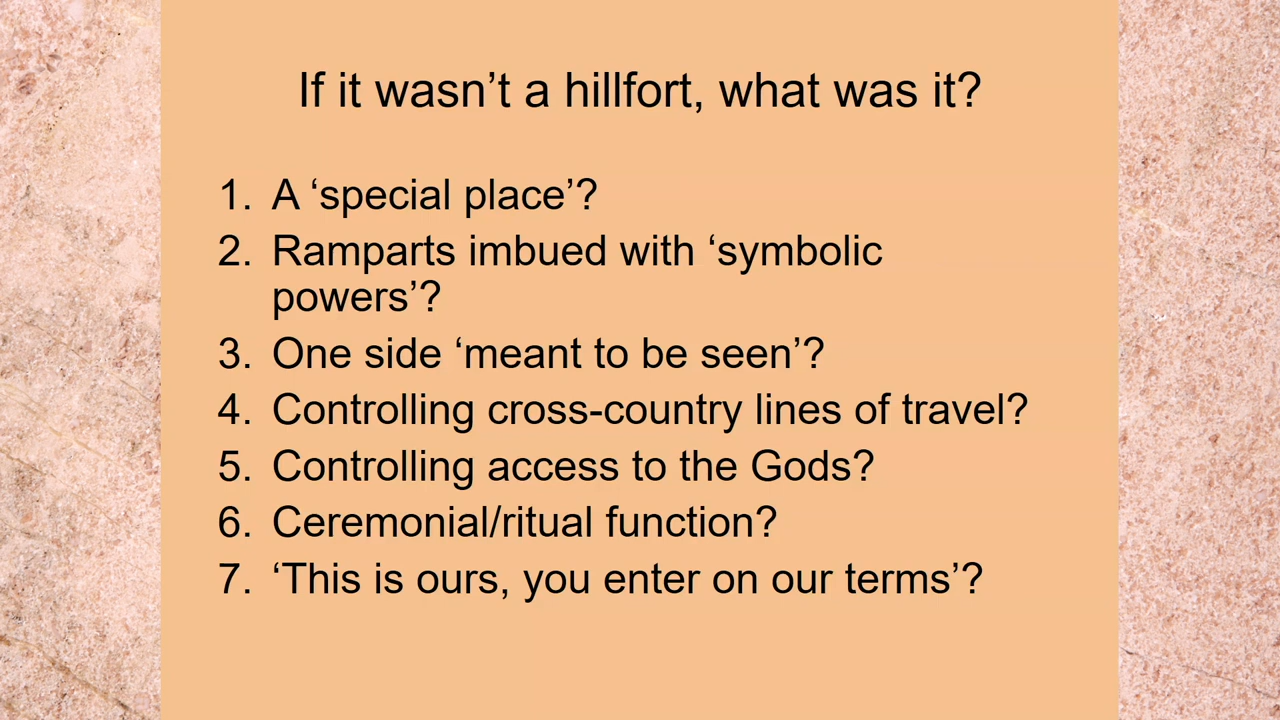 If it wasn’t a hillfort, what was it?
1. A ‘special place’?
2. Ramparts imbued with ‘symbolic
powers’?
3. One side ‘meant to be seen’?
4. Controlling cross-country lines of travel?
5. Controlling access to the Gods?
6. Ceremonial/ritual function?
7. ‘This is ours, you enter on our terms’?